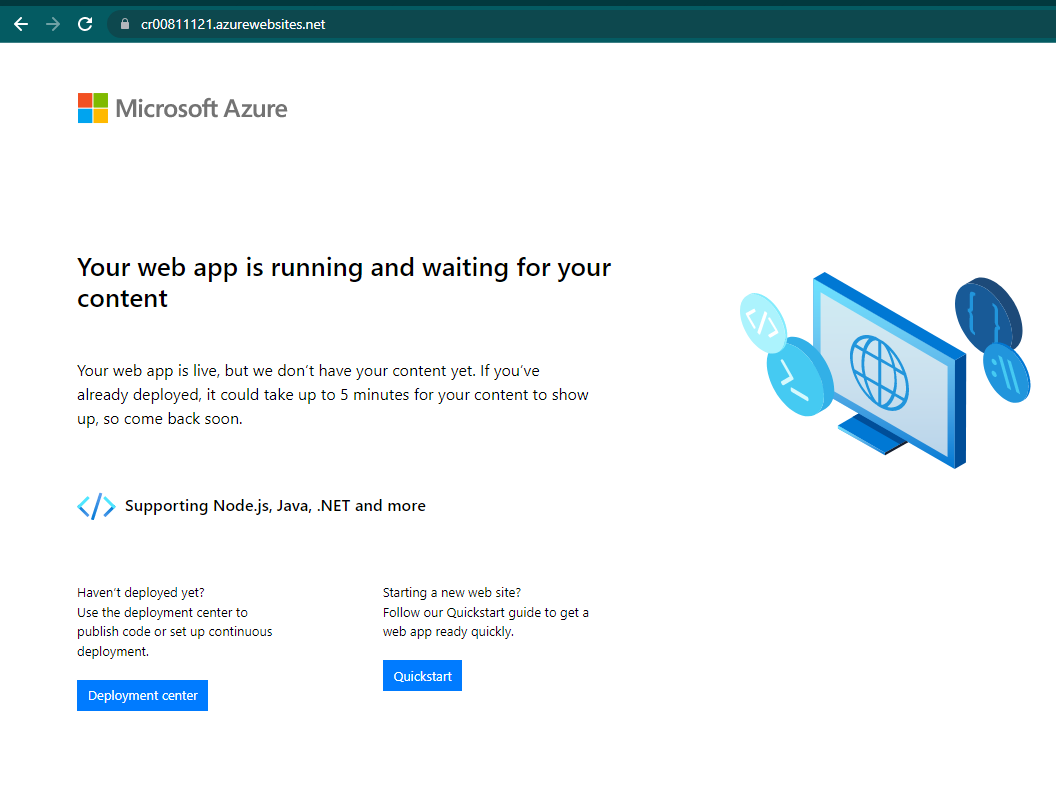 cr00811121.azurewebsites.net
Microsoft Azure
Your web app is running and waiting for your
content
Your web app is live, but we don’t have your content yet. If you’ve
already deployed, it could take up to 5 minutes for your content to show
up, so come back soon.
</> Supporting Node.js, Java, .NET and more
Haven’t deployed yet?
Use the deployment center to
publish code or set up continuous
deployment.
Deployment center
Starting a new web site?
Follow our Quickstart guide to get a
web app ready quickly.
Quickstart